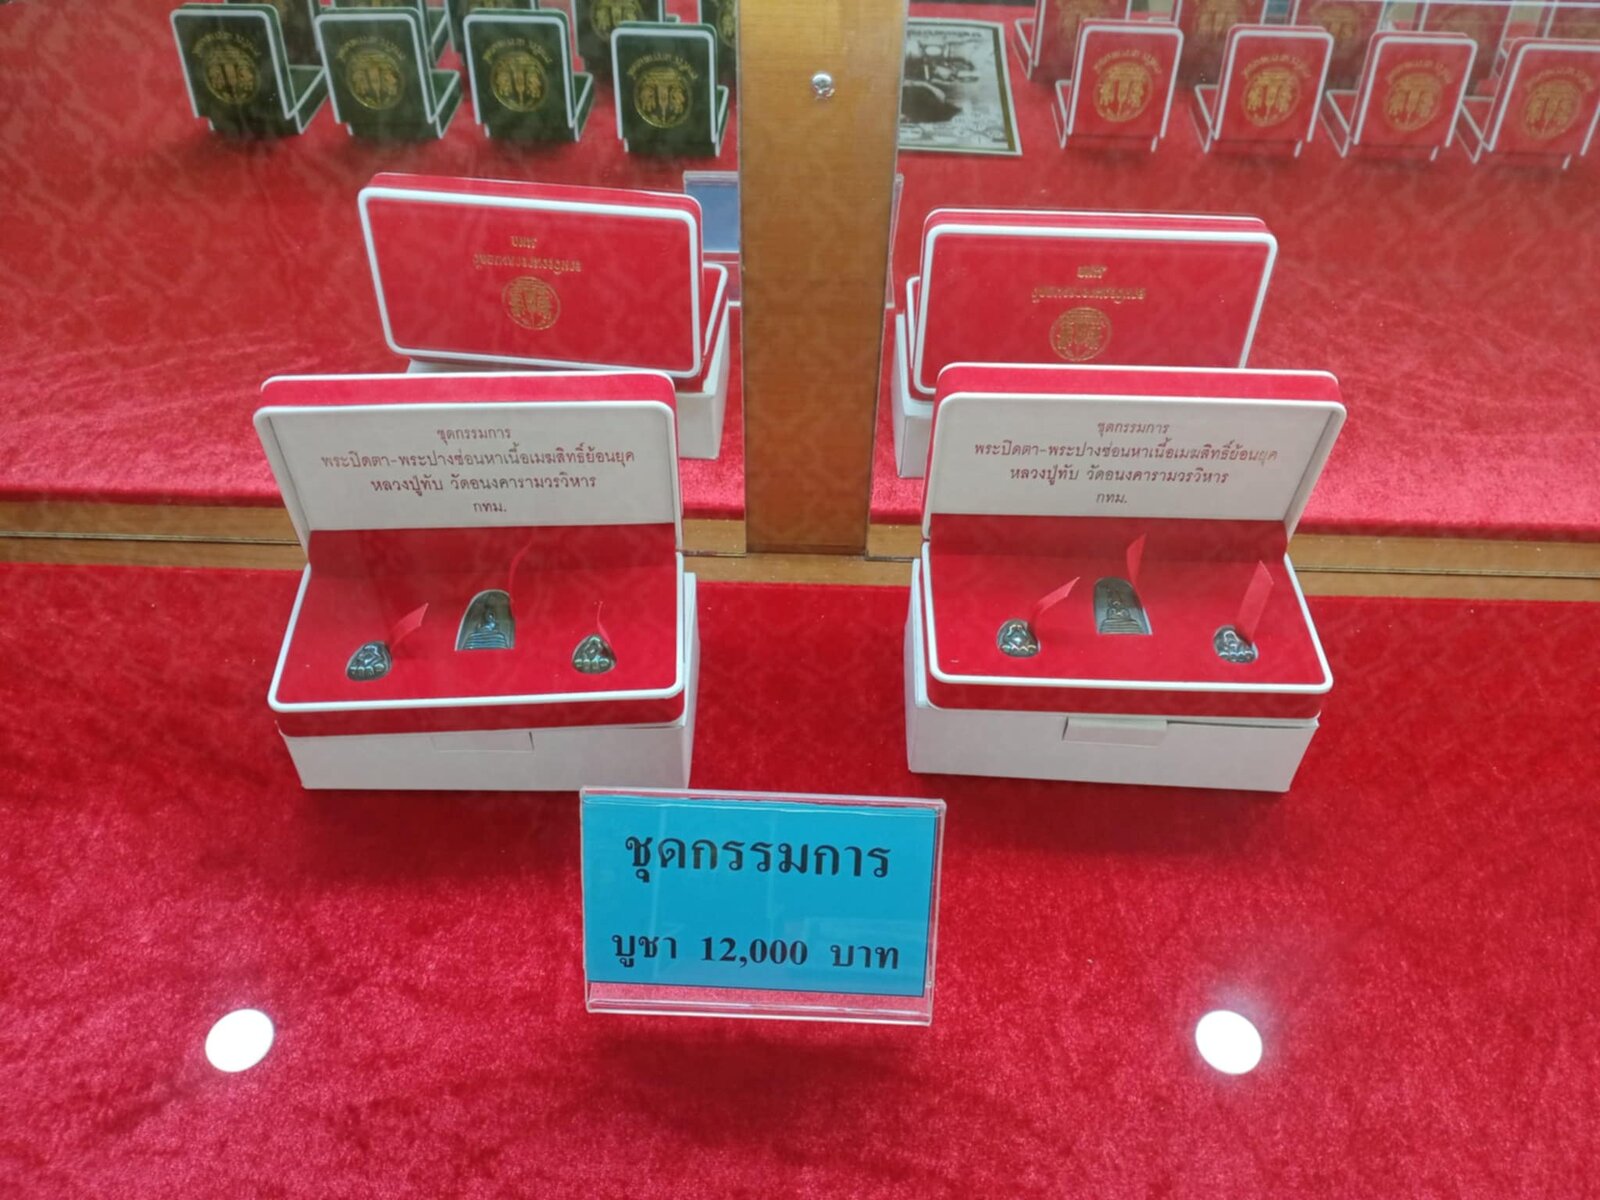 ชุดกรรมการ
พระปิดตา-พระปางซ่อนหาเนื้อเมฆสิทธิ์ย้อนยุค
หลวงปู่ทับ วัดอนงคารามวรวิหาร
กทม.
ชุดกรรมการ
พระปิดตา-พระปางซ่อนหาเนื้อเมฆสิทธิ์ย้อนยุค
หลวงปู่ทับ วัดอนงคารามวรวิหาร
กทม.
ชุดกรรมการ
บูชา 12,000 บาท